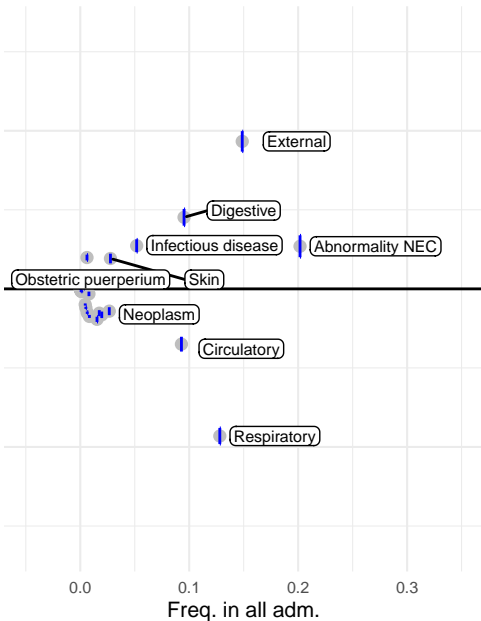 External
Digestive
Infectious disease
Abnormality NEC
Obstetric puerperium
Skin
Neoplasm
Circulatory
Respiratory
0.0 0.1 0.2 0.3
Freq. in all adm.